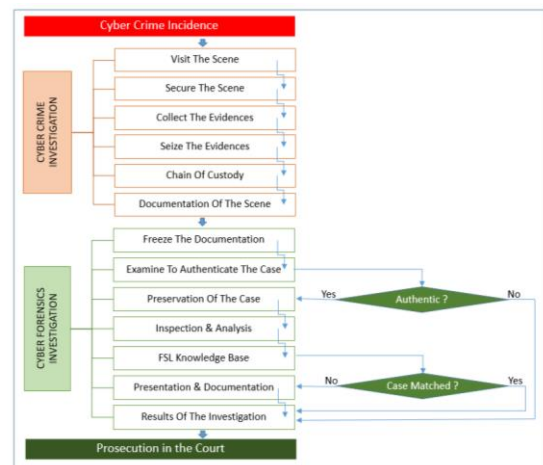 Cyber Crime Incidence
CYBER CRIME
INVESTIGATION
Visit The Scene
Secure The Scene
Collect The Evidences
Seize The Evidences
Chain Of Custody
Documentation Of The Scene
CYBER FORENSICS
INVESTIGATION
Freeze The Documentation
Examine To Authenticate The Case
Preservation Of The Case
Yes
Authentic ?
No
Inspection & Analysis
FSL Knowledge Base
Presentation & Documentation
No
Case Matched ?
Yes
Results Of The Investigation
Prosecution in the Court